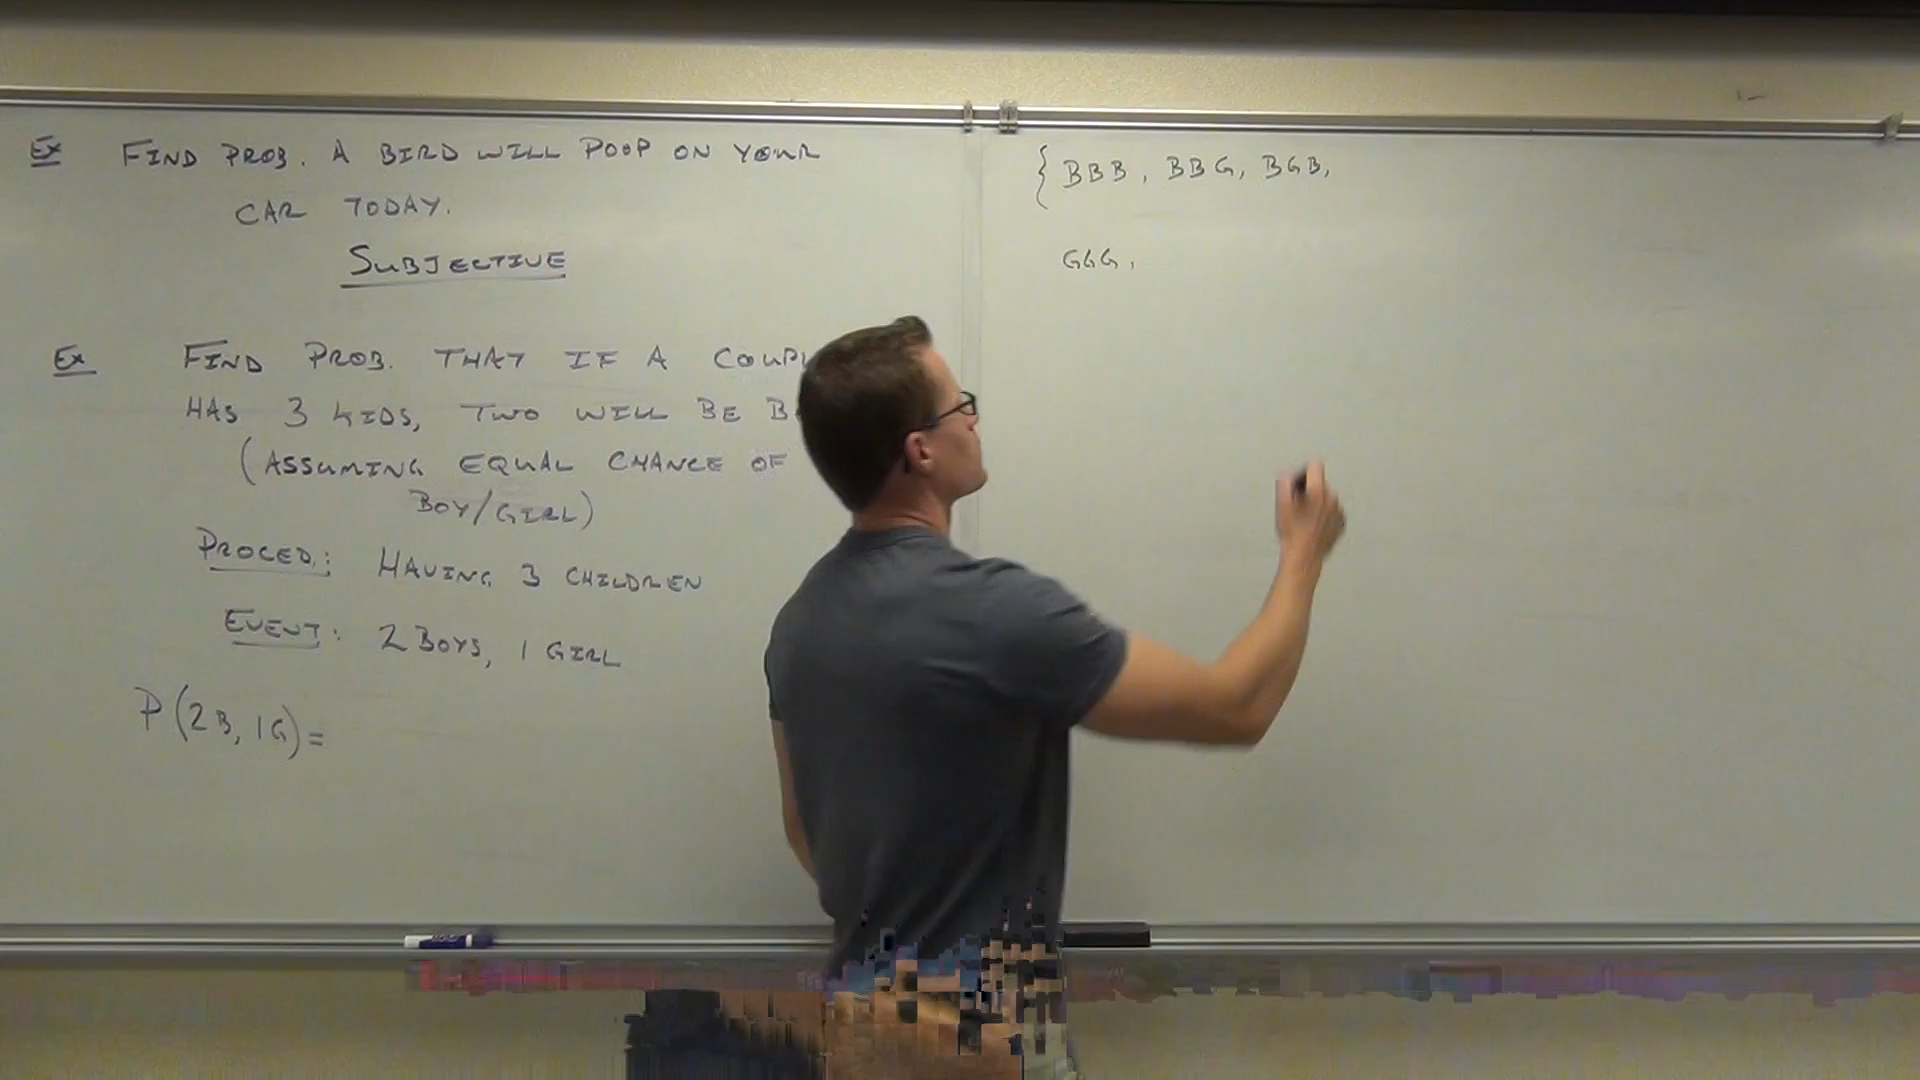 Ex FIND PROB. A BIRD WILL POOP ON YOUR
CAR TODAY.
SUBJECTIVE
Ex FIND PROB. THAT IF A COUPL
HAS 3 KIDS, TWO WILL BE B
(ASSUMING EQUAL CHANCE OF
BOY/GIRL)
PROCED.: HAVING 3 CHILDREN
EVENT: 2 BOYS, 1 GIRL
P(2B, 1G)=
{ BBB, BBG, BGB,
GGG,